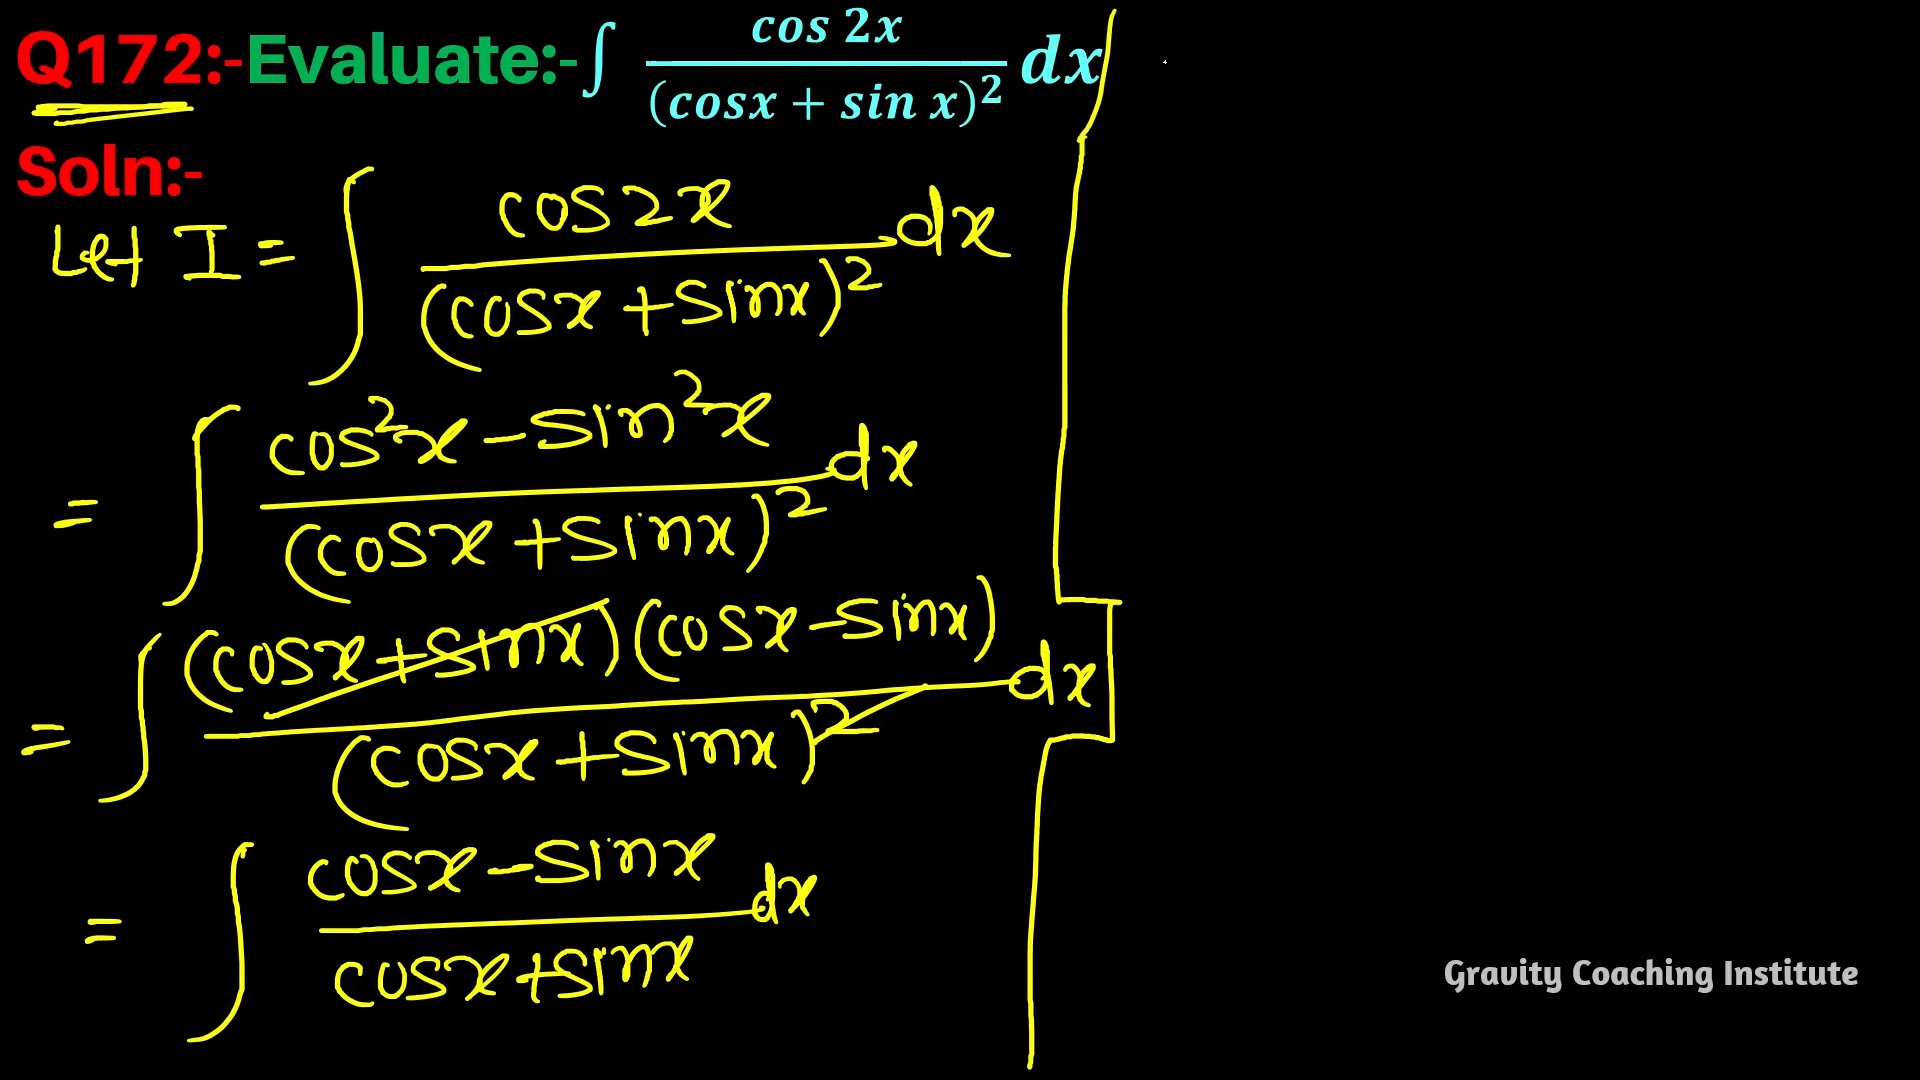 Q172:-Evaluate:-∫ cos 2x / (cosx + sin x)² dx
Soln:-
Let I = ∫ cos2x / (cosx + sinx)² dx
= ∫ cos²x - sin²x / (cosx + sinx)² dx
= ∫ (cosx + sinx)(cosx - sinx) / (cosx + sinx)² dx
= ∫ cosx - sinx / cosx + sinx dx
Gravity Coaching Institute